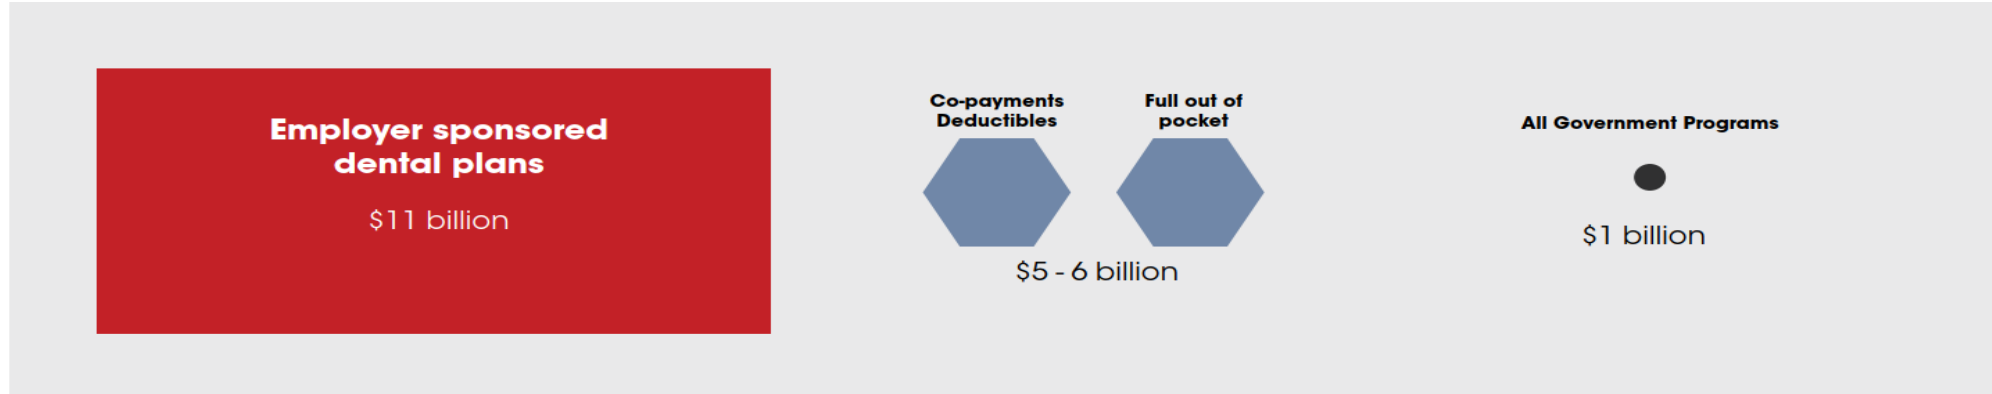 Employer sponsored
dental plans
$11 billion
Co-payments
Deductibles
Full out of
pocket
$5 - 6 billion
All Government Programs
$1 billion